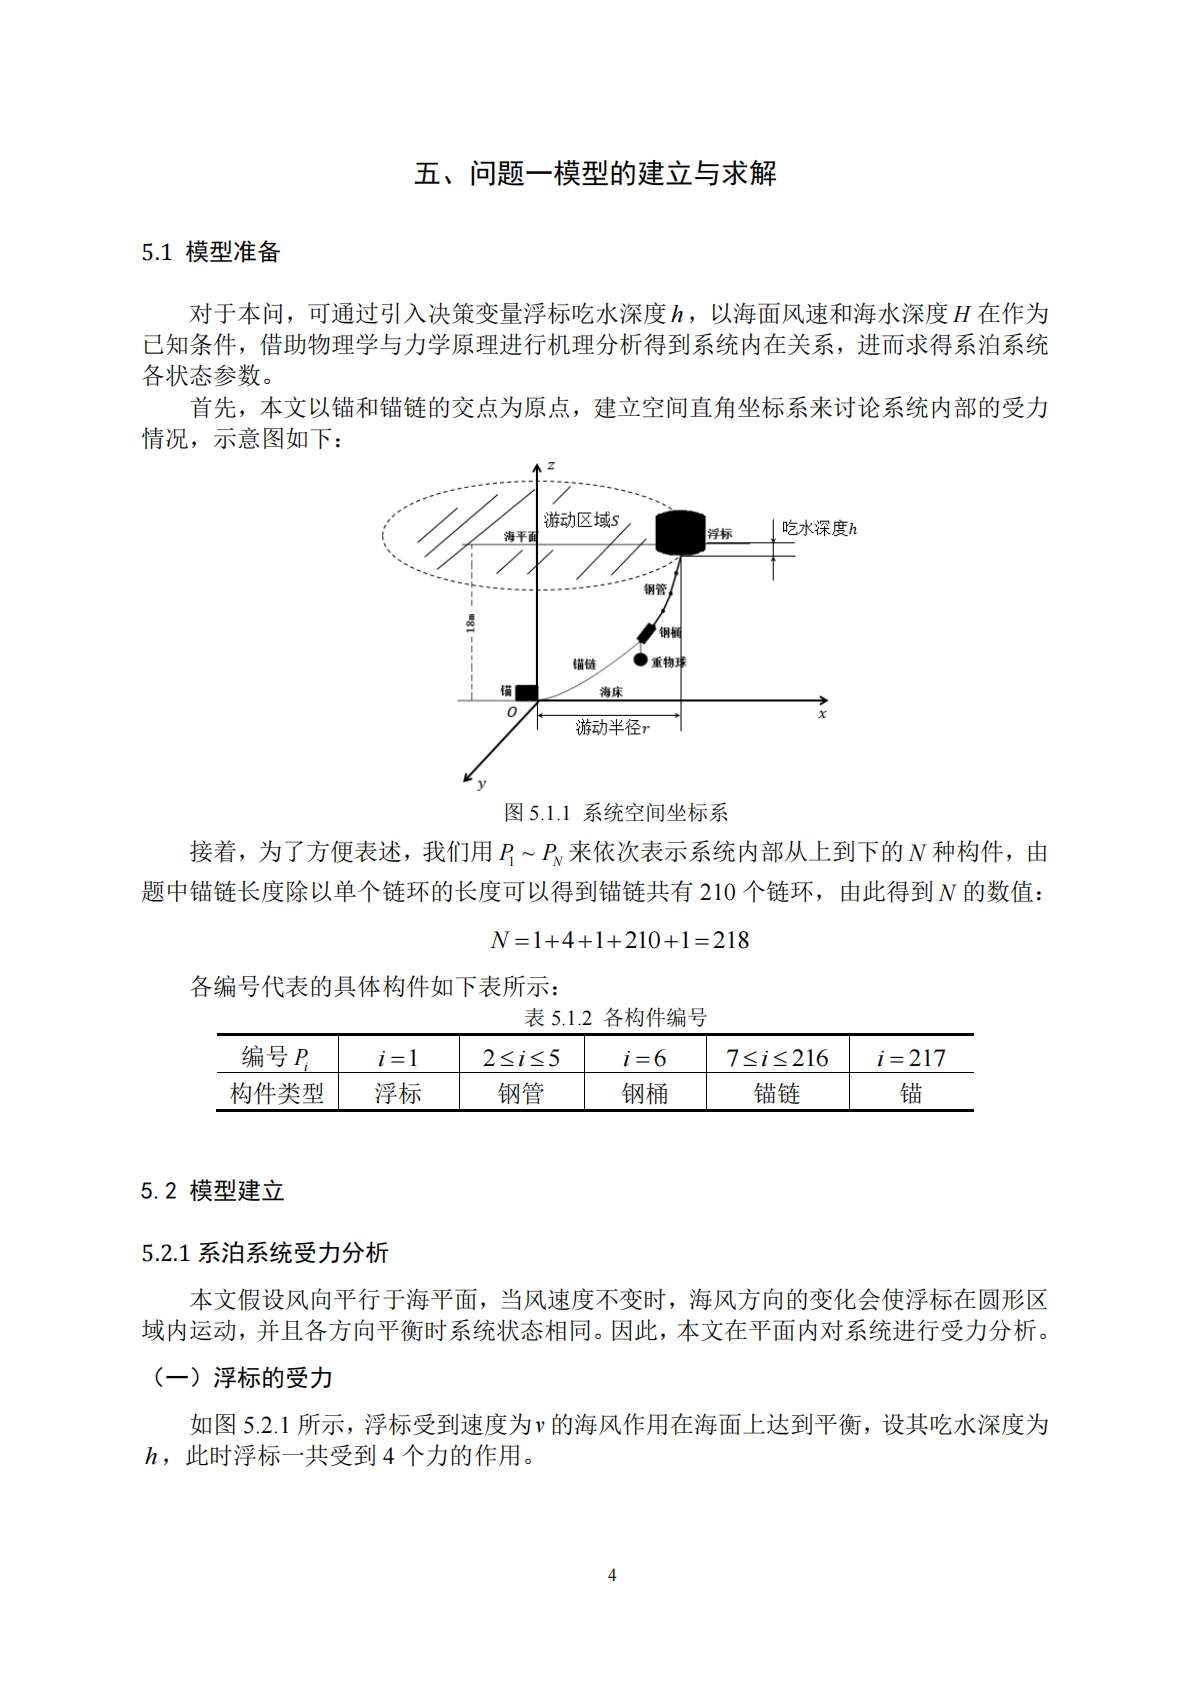 五、问题一模型的建立与求解
5.1 模型准备
对于本问，可通过引入决策变量浮标吃水深度h，以海面风速和海水深度H在作为
已知条件，借助物理学与力学原理进行机理分析得到系统内在关系，进而求得系泊系统
各状态参数。
首先，本文以锚和锚链的交点为原点，建立空间直角坐标系来讨论系统内部的受力
情况，示意图如下：
z
游动区域S
吃水深度h
海平面
浮标
钢管
18m
钢桶
锚链
重物球
锚
海床
O
x
游动半径r
y
图 5.1.1 系统空间坐标系
接着，为了方便表述，我们用P₁ ~ P_N来依次表示系统内部从上到下的N种构件，由
题中锚链长度除以单个链环的长度可以得到锚链共有 210 个链环，由此得到N的数值：
N=1+4+1+210+1=218
各编号代表的具体构件如下表所示：
表 5.1.2 各构件编号
编号P_i i=1 2≤i≤5 i=6 7≤i≤216 i=217
构件类型 浮标 钢管 钢桶 锚链 锚
5.2 模型建立
5.2.1 系泊系统受力分析
本文假设风向平行于海平面，当风速度不变时，海风方向的变化会使浮标在圆形区
域内运动，并且各方向平衡时系统状态相同。因此，本文在平面内对系统进行受力分析。
（一）浮标的受力
如图 5.2.1 所示，浮标受到速度为v的海风作用在海面上达到平衡，设其吃水深度为
h，此时浮标一共受到 4 个力的作用。
4